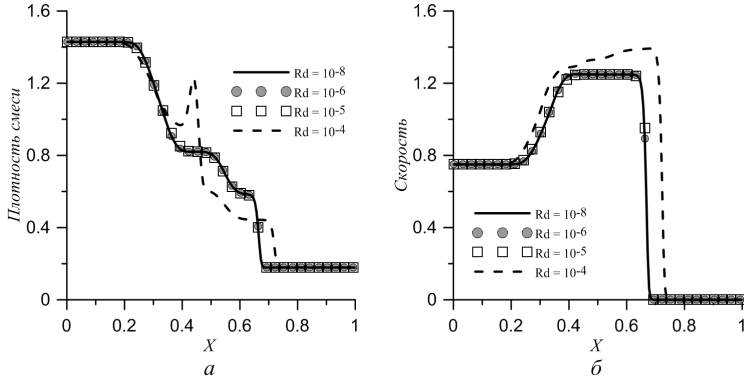 1.6
1.2
0.8
0.4
0
Плотность смеси
Rd = 10-8
Rd = 10-6
Rd = 10-5
Rd = 10-4
0 0.2 0.4 0.6 0.8 1
X
а
1.6
1.2
0.8
0.4
0
Скорость
Rd = 10-8
Rd = 10-6
Rd = 10-5
Rd = 10-4
0 0.2 0.4 0.6 0.8 1
X
б